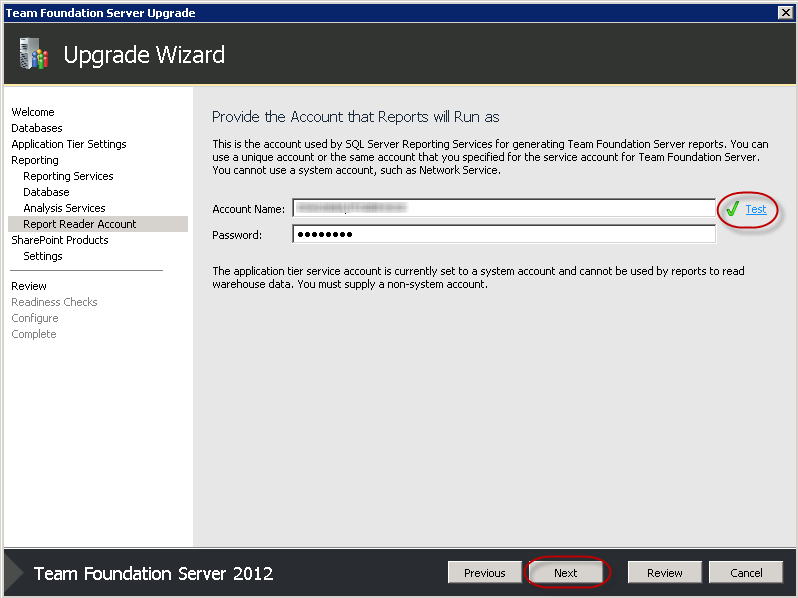 Team Foundation Server Upgrade
Upgrade Wizard
Welcome
Databases
Application Tier Settings
Reporting
Reporting Services
Database
Analysis Services
Report Reader Account
SharePoint Products
Settings
Review
Readiness Checks
Configure
Complete
Provide the Account that Reports will Run as
This is the account used by SQL Server Reporting Services for generating Team Foundation Server reports. You can
use a unique account or the same account that you specified for the service account for Team Foundation Server.
You cannot use a system account, such as Network Service.
Account Name:
Test
Password: ●●●●●●●●
The application tier service account is currently set to a system account and cannot be used by reports to read
warehouse data. You must supply a non-system account.
Team Foundation Server 2012
Previous Next Review Cancel